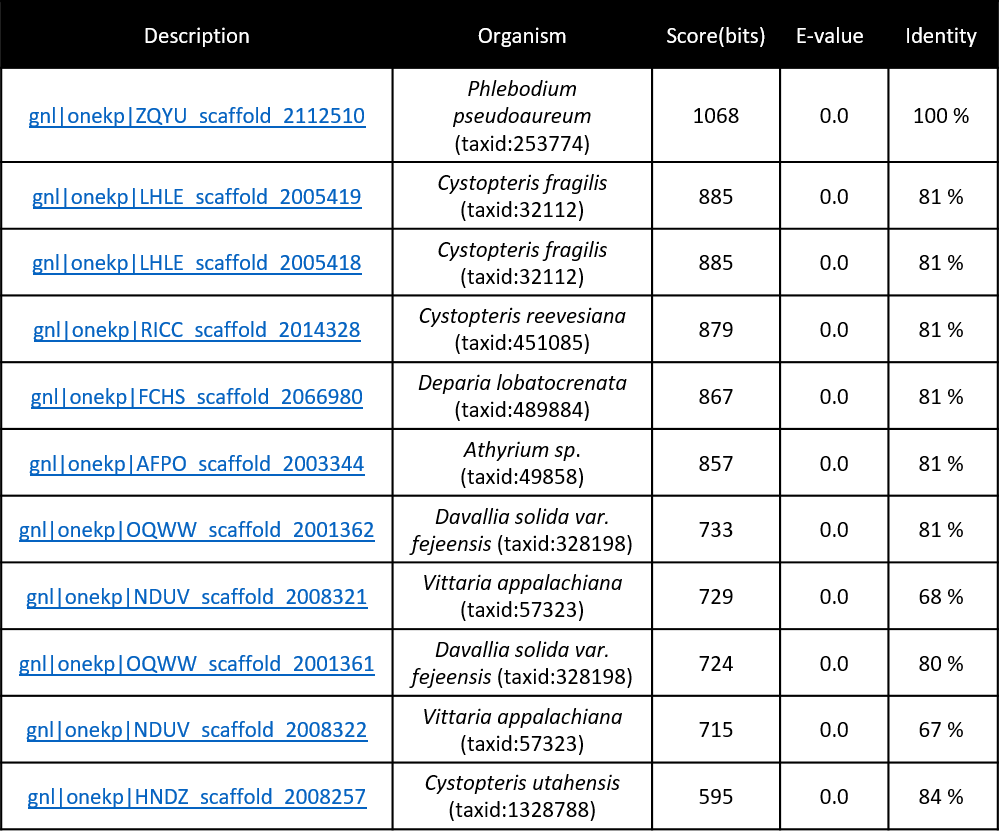 Description Organism Score(bits) E-value Identity
gnl|onekp|ZQYU_scaffold_2112510 Phlebodium
pseudoaureum
(taxid:253774) 1068 0.0 100 %
gnl|onekp|LHLE_scaffold_2005419 Cystopteris fragilis
(taxid:32112) 885 0.0 81 %
gnl|onekp|LHLE_scaffold_2005418 Cystopteris fragilis
(taxid:32112) 885 0.0 81 %
gnl|onekp|RICC_scaffold_2014328 Cystopteris reevesiana
(taxid:451085) 879 0.0 81 %
gnl|onekp|FCHS_scaffold_2066980 Deparia lobatocrenata
(taxid:489884) 867 0.0 81 %
gnl|onekp|AFPO_scaffold_2003344 Athyrium sp.
(taxid:49858) 857 0.0 81 %
gnl|onekp|OQWW_scaffold_2001362 Davallia solida var.
fejeensis (taxid:328198) 733 0.0 81 %
gnl|onekp|NDUV_scaffold_2008321 Vittaria appalachiana
(taxid:57323) 729 0.0 68 %
gnl|onekp|OQWW_scaffold_2001361 Davallia solida var.
fejeensis (taxid:328198) 724 0.0 80 %
gnl|onekp|NDUV_scaffold_2008322 Vittaria appalachiana
(taxid:57323) 715 0.0 67 %
gnl|onekp|HNDZ_scaffold_2008257 Cystopteris utahensis
(taxid:1328788) 595 0.0 84 %